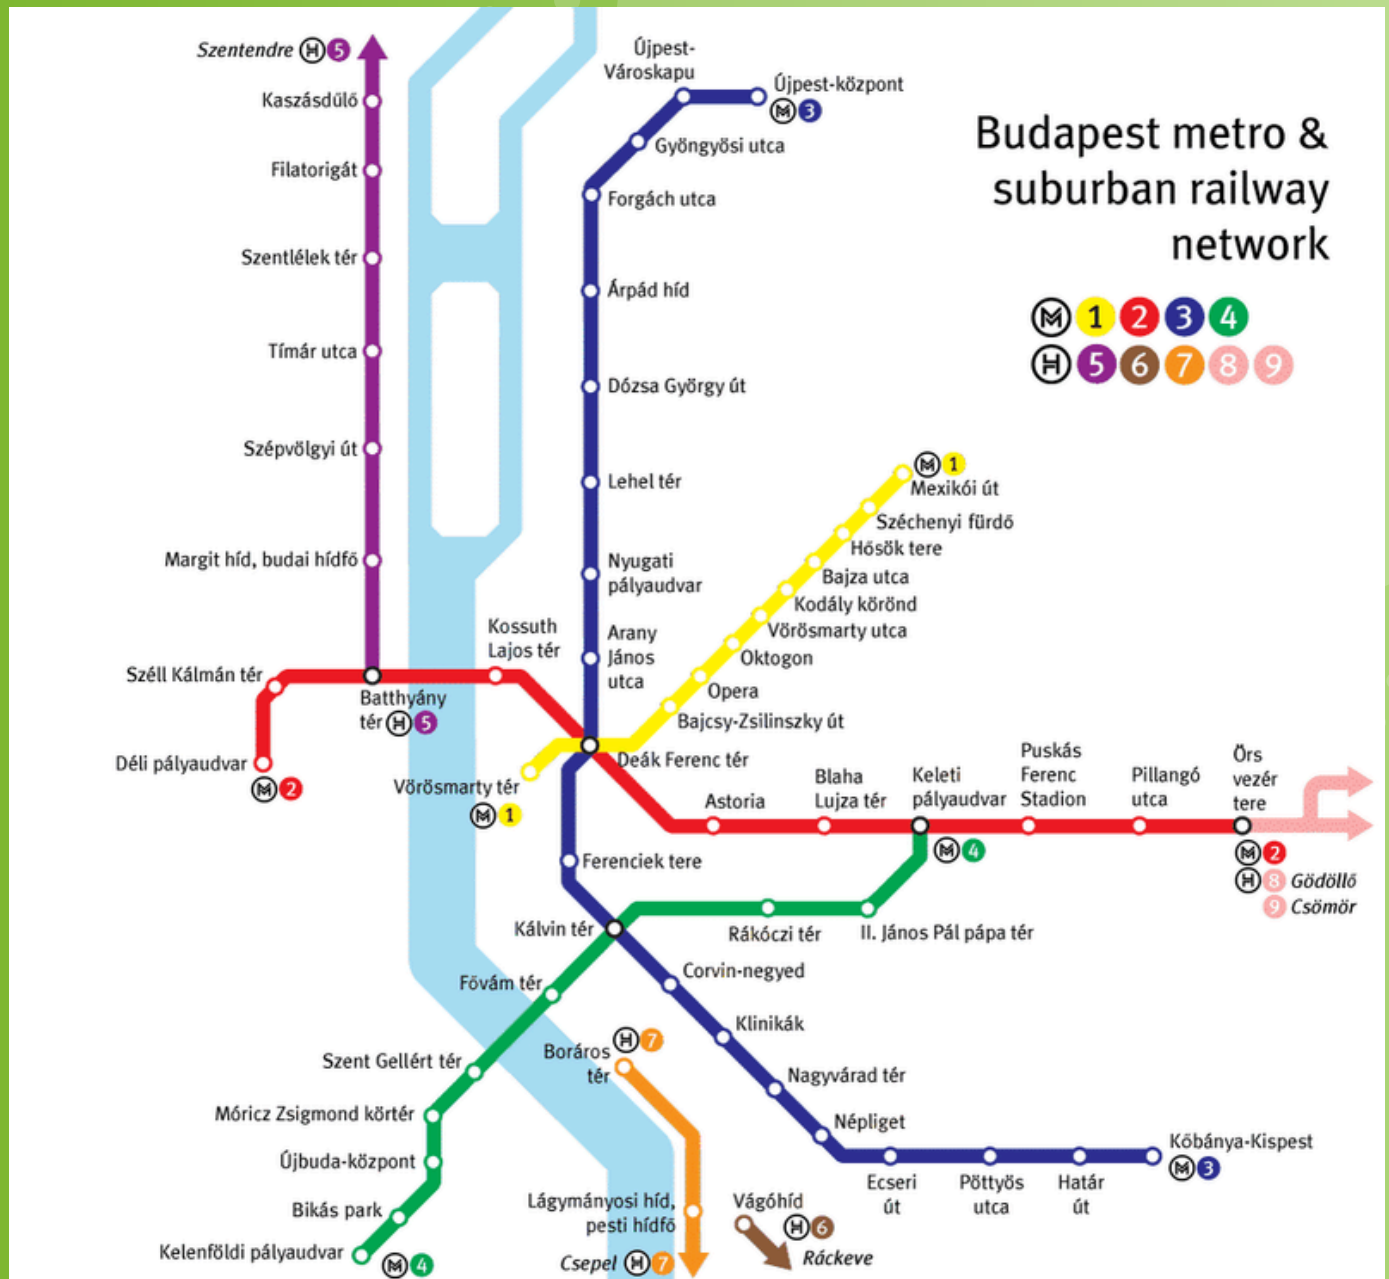 Budapest metro &
suburban railway
network
M 1 2 3 4
H 5 6 7 8 9
Szentendre H 5
Kaszásdűlő
Filatorigát
Szentlélek tér
Tímár utca
Szépvölgyi út
Margit híd, budai hídfő
Batthyány
tér H 5
Újpest-
Városkapu
Újpest-központ
M 3
Gyöngyösi utca
Forgách utca
Árpád híd
Dózsa György út
Lehel tér
Nyugati
pályaudvar
Arany
János
utca
M 1
Mexikói út
Széchenyi fürdő
Hősök tere
Bajza utca
Kodály körönd
Vörösmarty utca
Oktogon
Opera
Bajcsy-Zsilinszky út
Deák Ferenc tér
Vörösmarty tér
M 1
Kossuth
Lajos tér
Széll Kálmán tér
Déli pályaudvar
M 2
Astoria
Blaha
Lujza tér
Keleti
pályaudvar
M 4
Puskás
Ferenc
Stadion
Pillangó
utca
Örs
vezér
tere
M 2
H 8 Gödöllő
9 Csömör
Ferenciek tere
Kálvin tér
Rákóczi tér
II. János Pál pápa tér
Corvin-negyed
Klinikák
Nagyvárad tér
Népliget
Ecseri
út
Pöttyös
utca
Határ
út
Kőbánya-Kispest
M 3
Fővám tér
Szent Gellért tér
Móricz Zsigmond körtér
Újbuda-központ
Bikás park
Kelenföldi pályaudvar
M 4
H 7
Boráros
tér
Lágymányosi híd,
pesti hídfő
Csepel H 7
Vágóhíd
H 6
Ráckeve